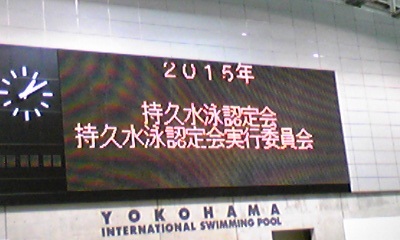 2015年
持久水泳認定会
持久水泳認定会実行委員会
YOKOHAMA
INTERNATIONAL SWIMMING POOL